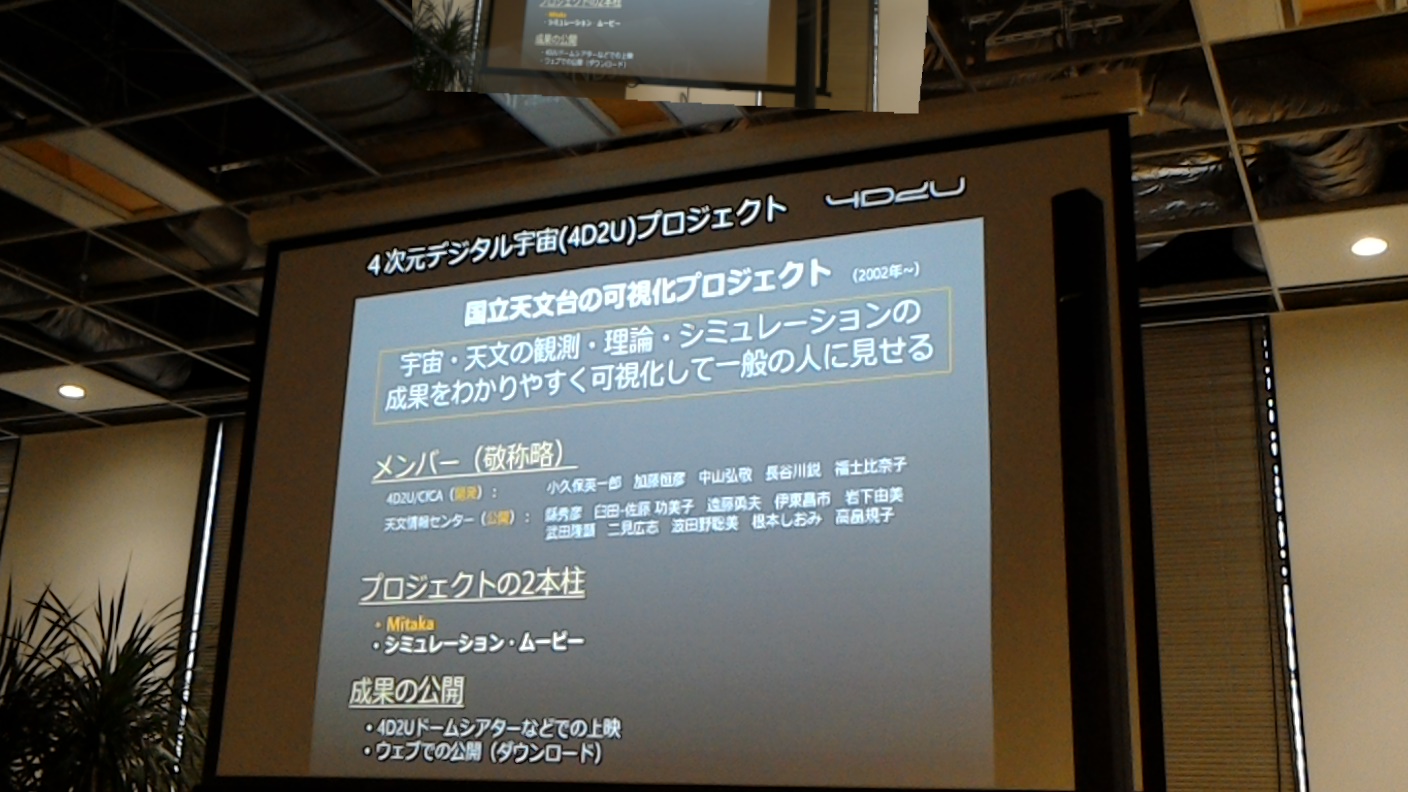 プロジェクトの2本柱
・Mitaka
・シミュレーション・ムービー
成果の公開
・4D2Uドームシアターなどでの上映
・ウェブでの公開（ダウンロード）
4次元デジタル宇宙(4D2U)プロジェクト
4D2U
国立天文台の可視化プロジェクト (2002年~)
宇宙・天文の観測・理論・シミュレーションの
成果をわかりやすく可視化して一般の人に見せる
メンバー（敬称略）
4D2U/CfCA（開発）： 小久保英一郎 加藤恒彦 中山弘敬 長谷川鋭 福士比奈子
天文情報センター（公開）： 縣秀彦 臼田-佐藤 功美子 遠藤勇夫 伊東昌市 岩下由美
武田隆顕 二見広志 波田野聡美 根本しおみ 高畠規子
プロジェクトの2本柱
・Mitaka
・シミュレーション・ムービー
成果の公開
・4D2Uドームシアターなどでの上映
・ウェブでの公開（ダウンロード）